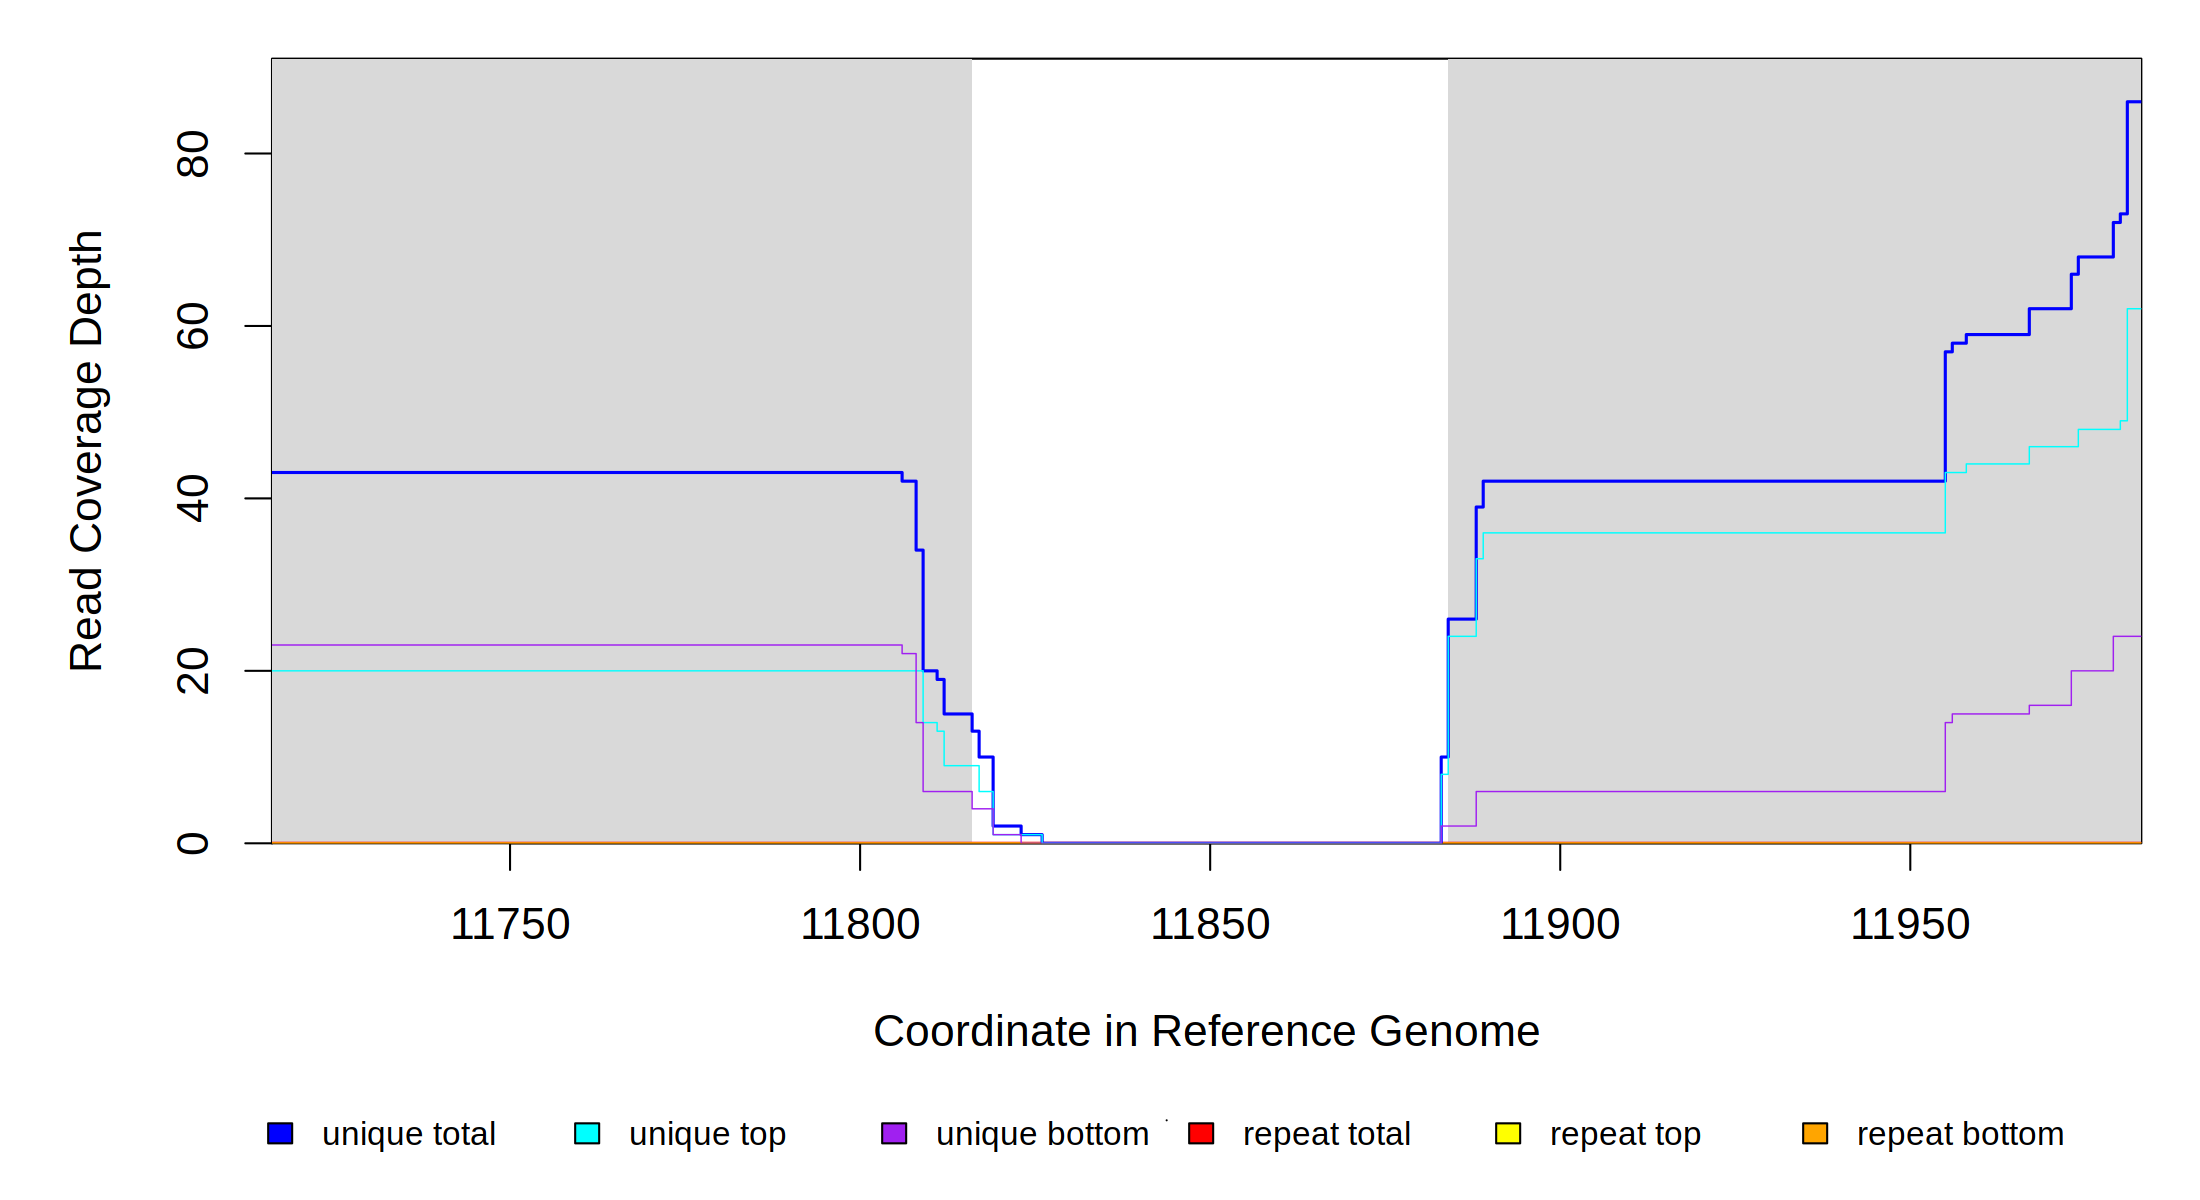 Read Coverage Depth
80
60
40
20
0
11750 11800 11850 11900 11950
Coordinate in Reference Genome
unique total unique top unique bottom repeat total repeat top repeat bottom